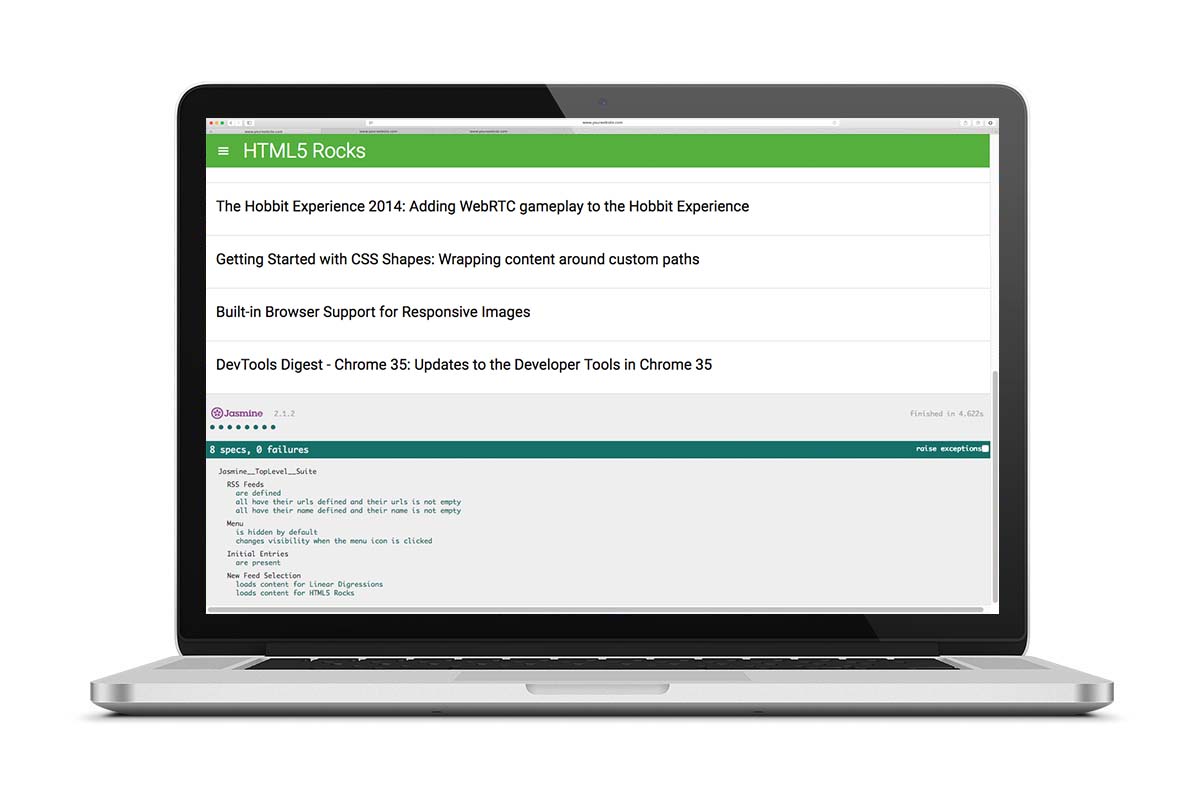 www.yourwebsite.com
www.yourwebsite.com www.yourwebsite.com www.yourwebsite.com
HTML5 Rocks
The Hobbit Experience 2014: Adding WebRTC gameplay to the Hobbit Experience
Getting Started with CSS Shapes: Wrapping content around custom paths
Built-in Browser Support for Responsive Images
DevTools Digest - Chrome 35: Updates to the Developer Tools in Chrome 35
Jasmine 2.1.2 finished in 4.622s
8 specs, 0 failures raise exceptions
Jasmine__TopLevel__Suite
RSS Feeds
are defined
all have their urls defined and their urls is not empty
all have their name defined and their name is not empty
Menu
is hidden by default
changes visibility when the menu icon is clicked
Initial Entries
are present
New Feed Selection
loads content for Linear Digressions
loads content for HTML5 Rocks